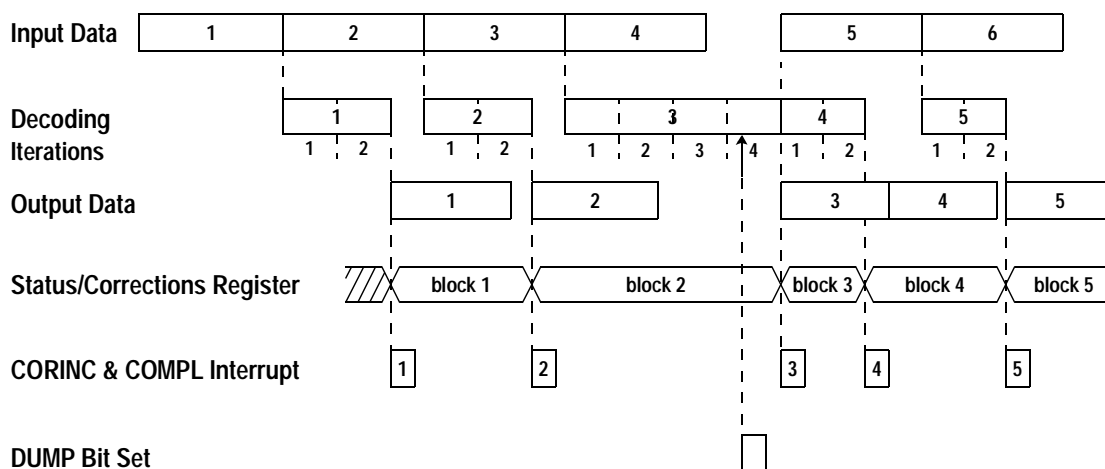 Input Data 1 2 3 4 5 6
Decoding 1 2 3 4 5
Iterations 1 2 1 2 1 2 3 4 1 2 1 2
Output Data 1 2 3 4 5
Status/Corrections Register block 1 block 2 block 3 block 4 block 5
CORINC & COMPL Interrupt 1 2 3 4 5
DUMP Bit Set